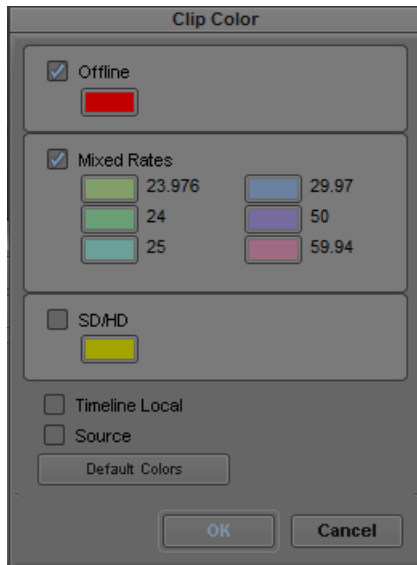 Clip Color
Offline
Mixed Rates
23.976 29.97
24 50
25 59.94
SD/HD
Timeline Local
Source
Default Colors
OK Cancel